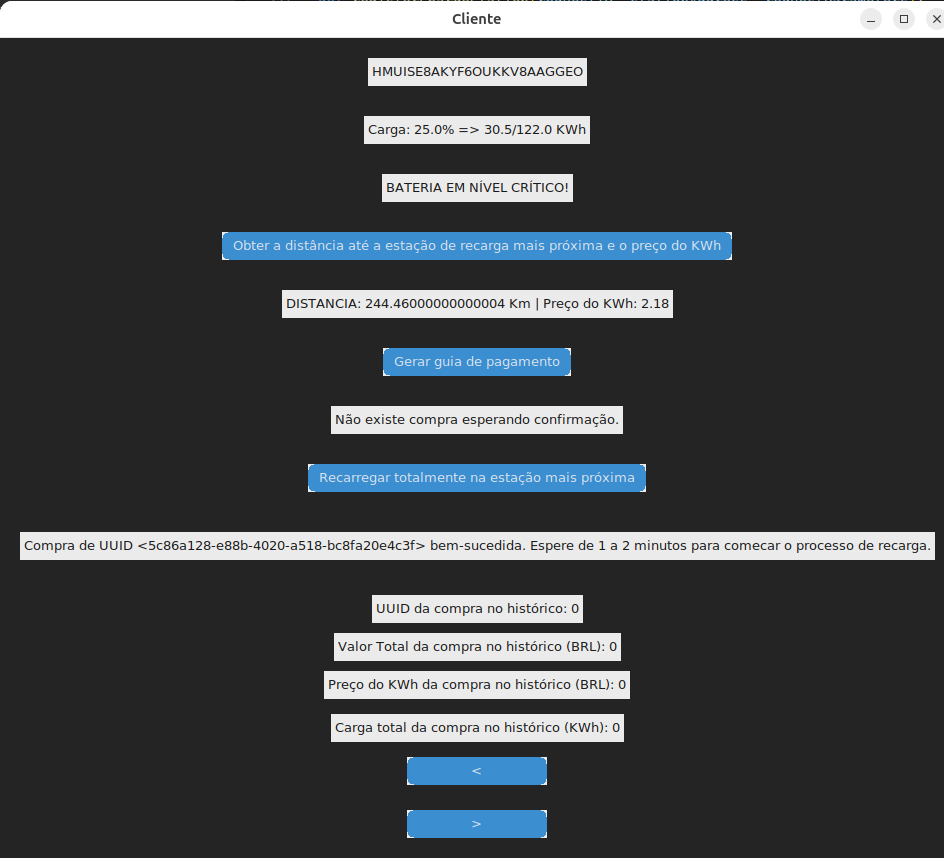 Cliente
HMUISE8AKYF6OUKKV8AAGGEO
Carga: 25.0% => 30.5/122.0 KWh
BATERIA EM NÍVEL CRÍTICO!
Obter a distância até a estação de recarga mais próxima e o preço do KWh
DISTANCIA: 244.46000000000004 Km | Preço do KWh: 2.18
Gerar guia de pagamento
Não existe compra esperando confirmação.
Recarregar totalmente na estação mais próxima
Compra de UUID <5c86a128-e88b-4020-a518-bc8fa20e4c3f> bem-sucedida. Espere de 1 a 2 minutos para comecar o processo de recarga.
UUID da compra no histórico: 0
Valor Total da compra no histórico (BRL): 0
Preço do KWh da compra no histórico (BRL): 0
Carga total da compra no histórico (KWh): 0
<
>